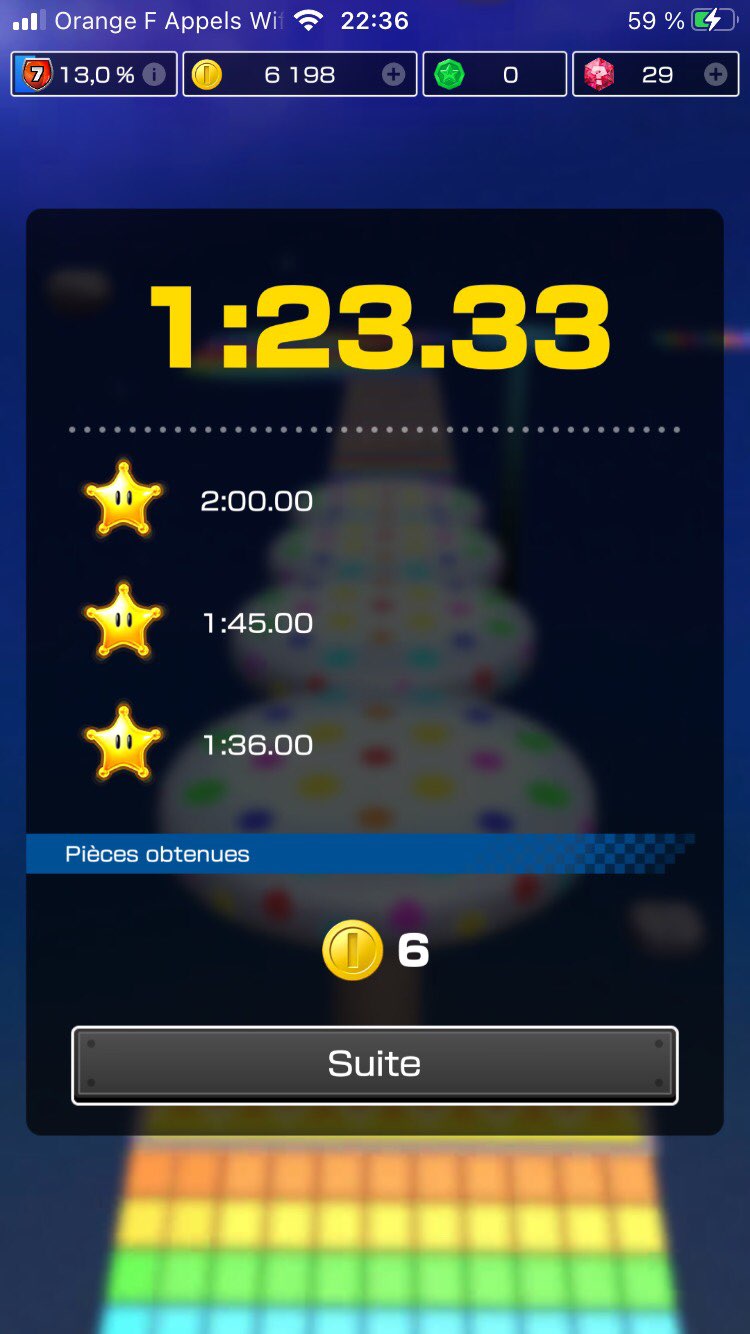 Orange F Appels Wi 22:36 59 %
7 13,0 % i 6 198 + 0 ? 29 +
1:23.33
2:00.00
1:45.00
1:36.00
Pièces obtenues
6
Suite